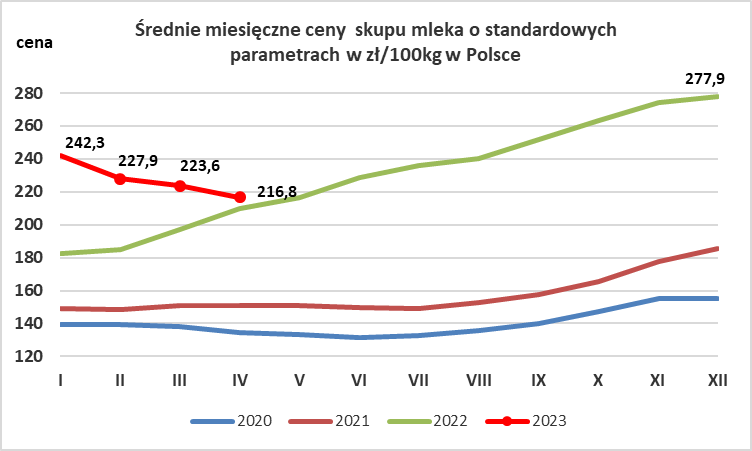 Średnie miesięczne ceny skupu mleka o standardowych
parametrach w zł/100kg w Polsce
cena
277,9
280
260
242,3
240
227,9
223,6
220
216,8
200
180
160
140
120
I II III IV V VI VII VIII IX X XI XII
2020 2021 2022 2023